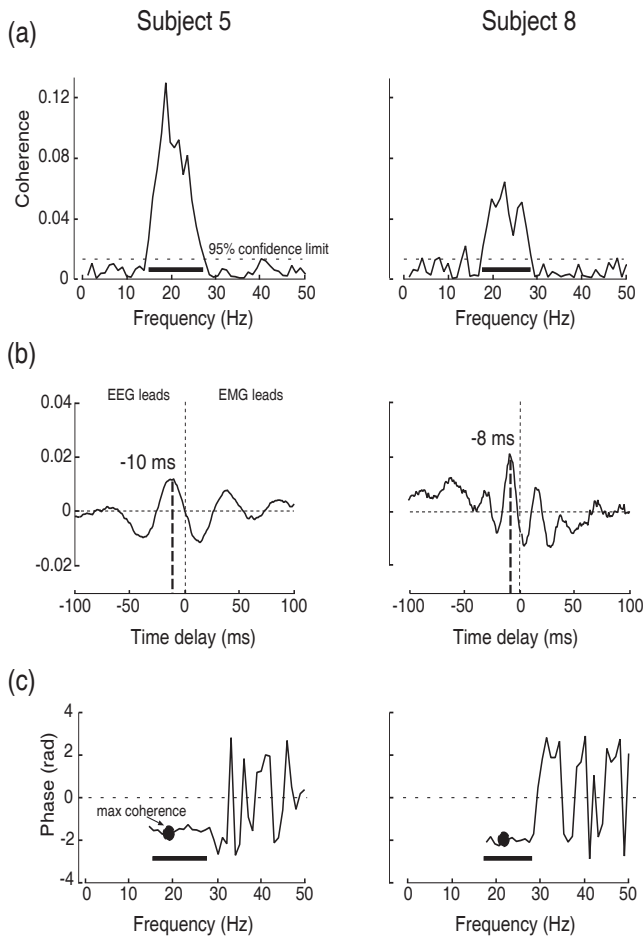 (a)
Subject 5
Subject 8
Coherence
0.12
0.08
0.04
0
95% confidence limit
0 10 20 30 40 50
0 10 20 30 40 50
Frequency (Hz)
Frequency (Hz)
(b)
EEG leads
EMG leads
0.04
0.02
0
-0.02
-10 ms
-8 ms
-100 -50 0 50 100
-100 -50 0 50 100
Time delay (ms)
Time delay (ms)
(c)
Phase (rad)
4
2
0
-2
-4
max coherence
0 10 20 30 40 50
0 10 20 30 40 50
Frequency (Hz)
Frequency (Hz)